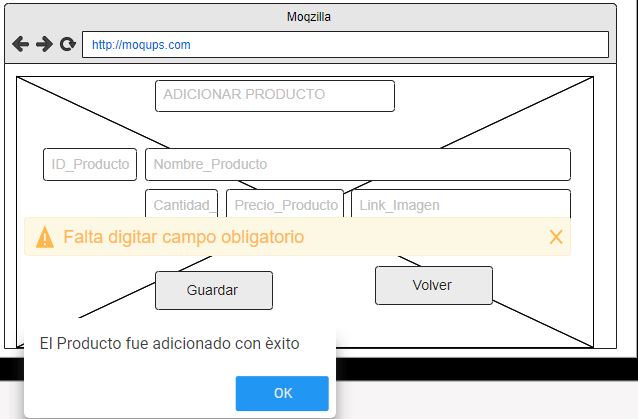 Moqzilla
http://moqups.com
ADICIONAR PRODUCTO
ID_Producto Nombre_Producto
Cantidad_ Precio_Producto Link_Imagen
Falta digitar campo obligatorio
Guardar Volver
El Producto fue adicionado con èxito
OK